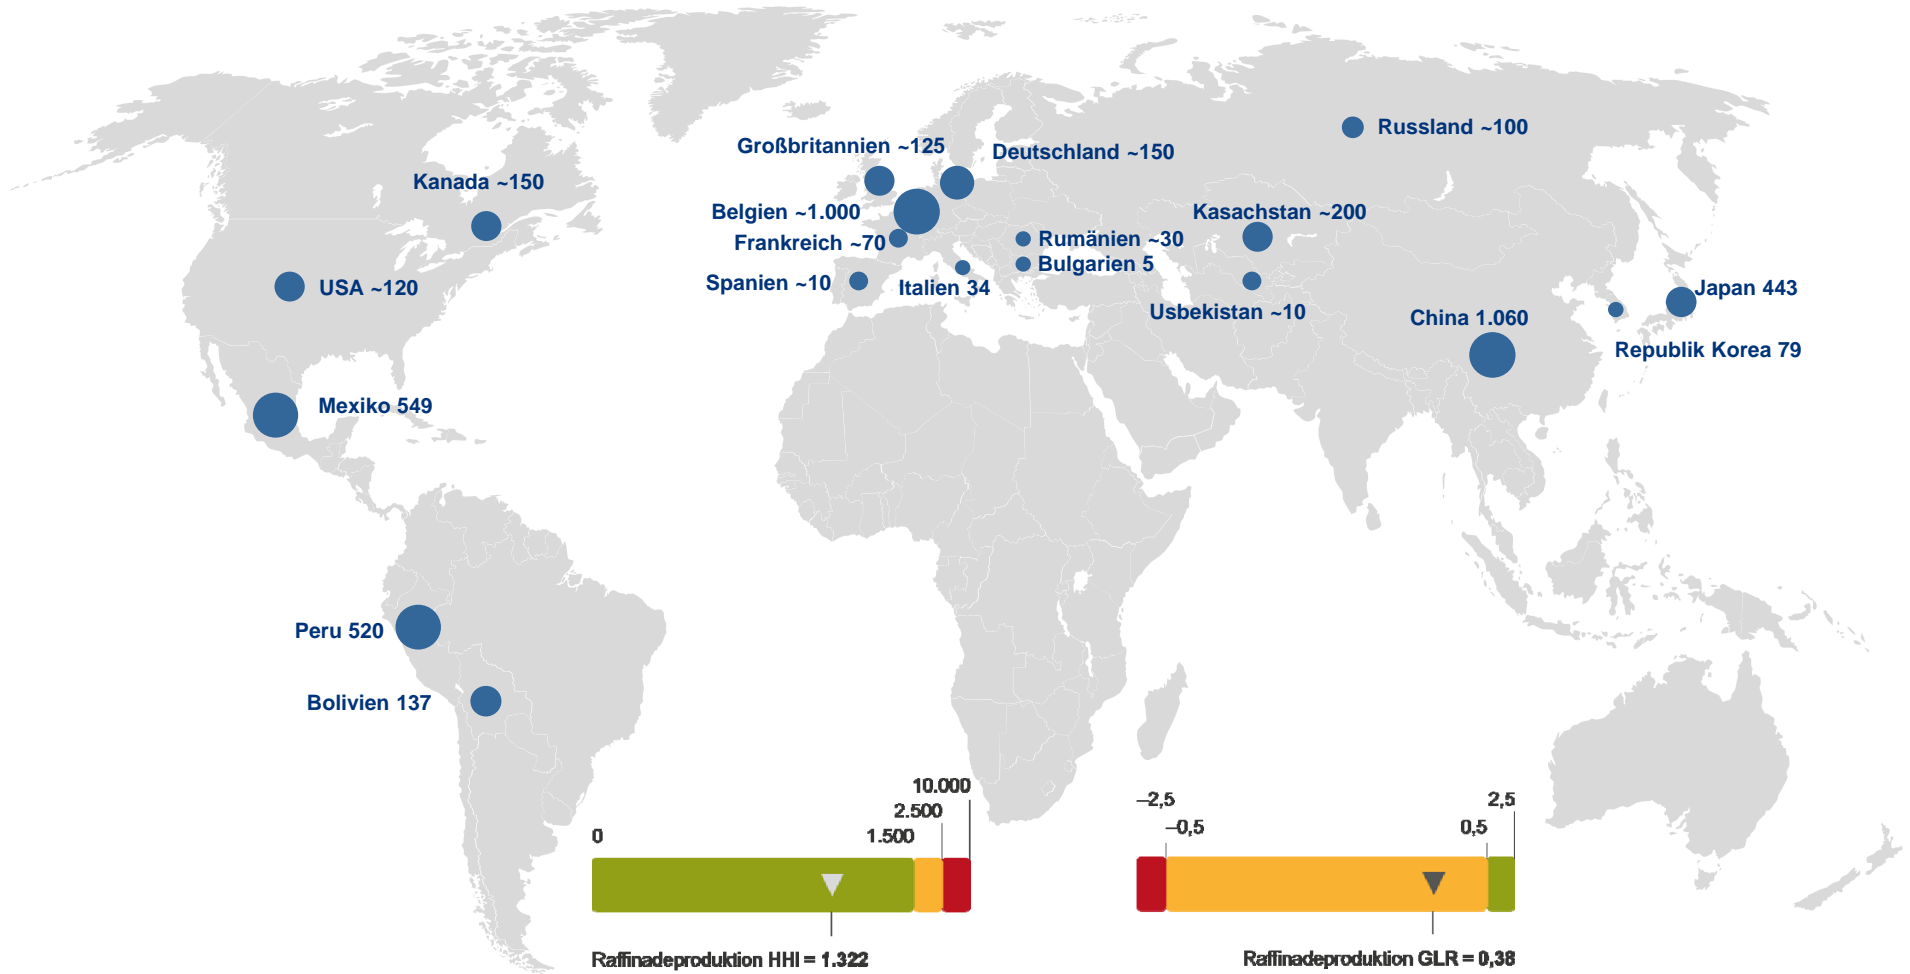 Russland ~100
Großbritannien ~125
Deutschland ~150
Kanada ~150
Belgien ~1.000
Kasachstan ~200
Frankreich ~70
Rumänien ~30
Bulgarien 5
Spanien ~10
Italien 34
USA ~120
Usbekistan ~10
Japan 443
China 1.060
Republik Korea 79
Mexiko 549
Peru 520
Bolivien 137
10.000
2.500
0
1.500
Raffinadeproduktion HHI = 1.322
–2,5
2,5
–0,5
0,5
Raffinadeproduktion GLR = 0,38